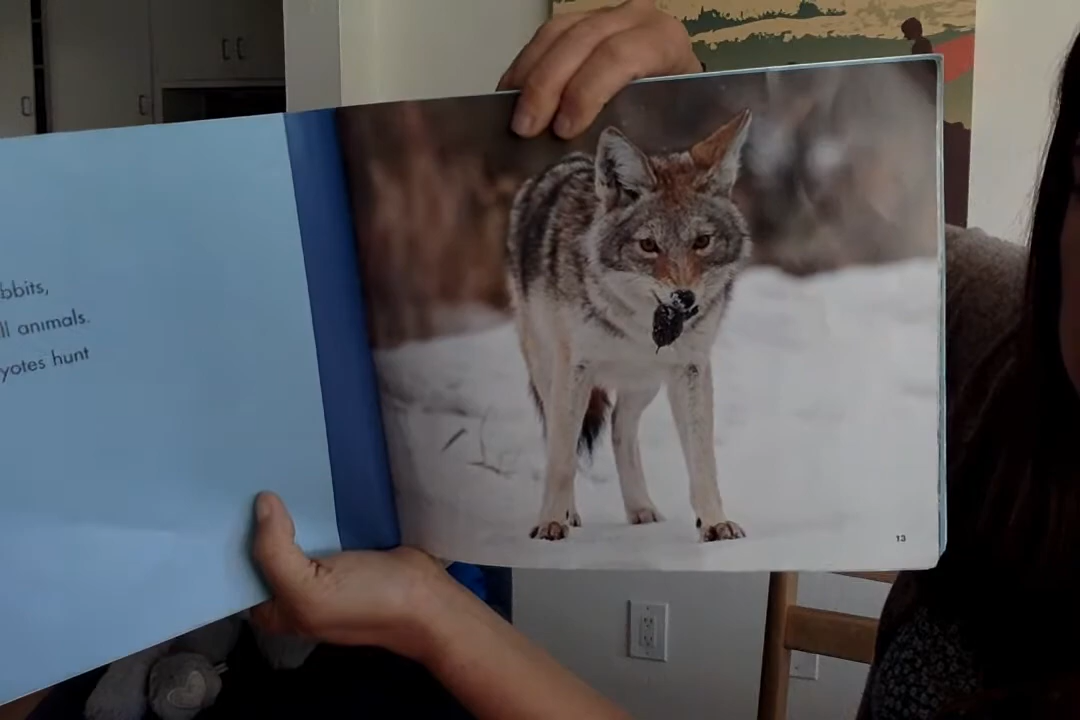 bbits,
ll animals.
yotes hunt
13